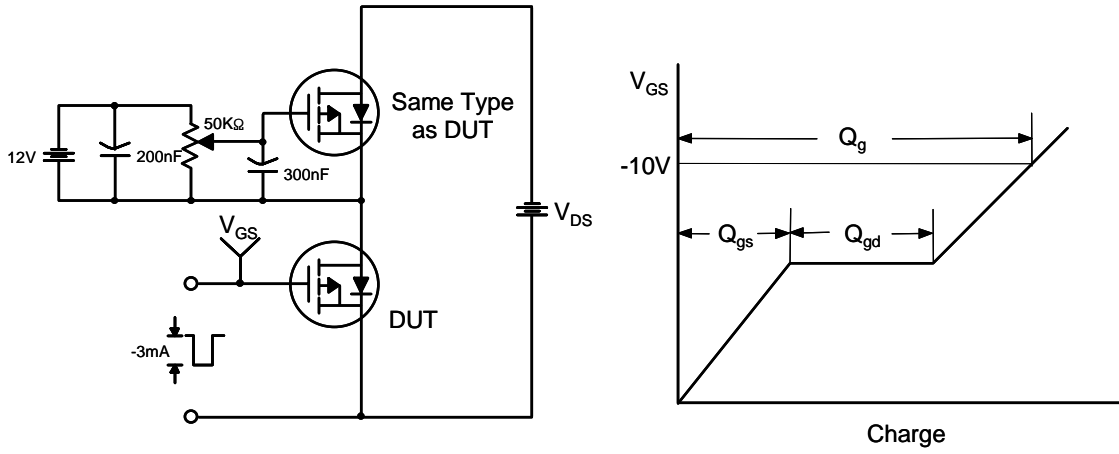 Same Type
as DUT
50KΩ
12V
200nF
300nF
V_GS
V_DS
DUT
-3mA
V_GS
Q_g
-10V
Q_gs
Q_gd
Charge